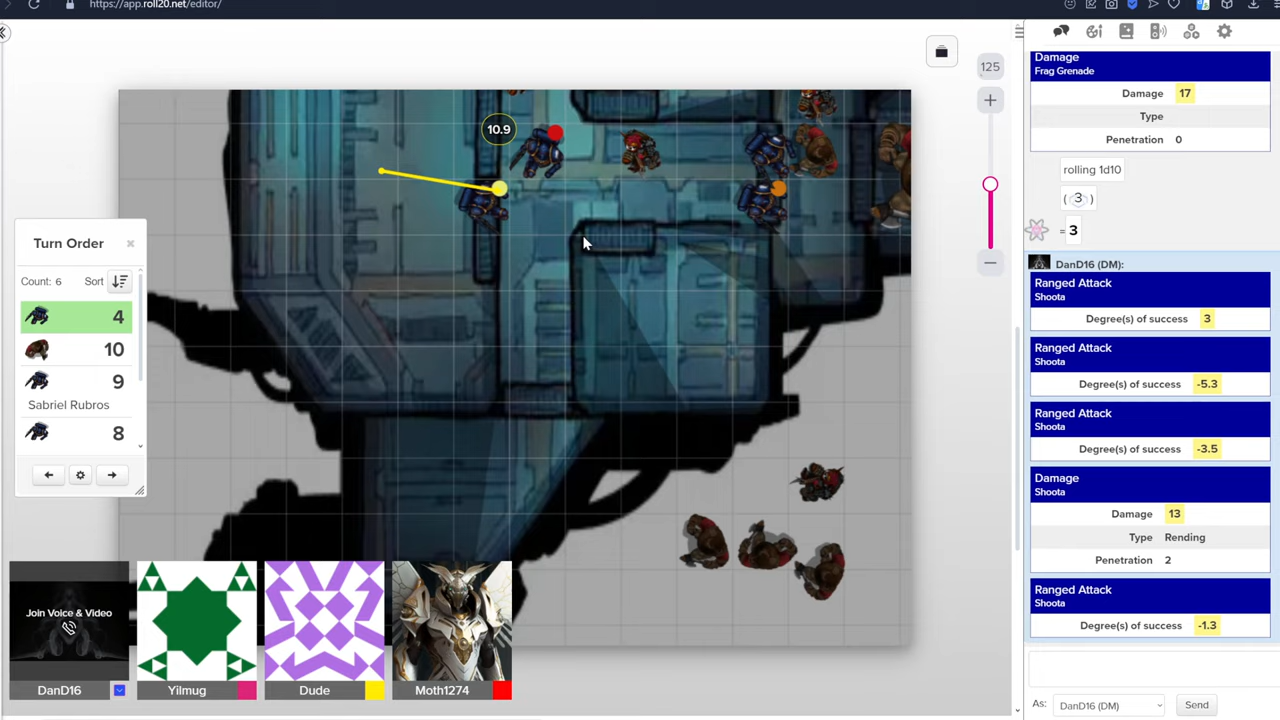 https://app.roll20.net/editor/
125
10.9
Turn Order
Count: 6
Sort
4
10
9
Sabriel Rubros
8
Join Voice & Video
DanD16
Yilmug
Dude
Moth1274
Damage
Frag Grenade
Damage 17
Type
Penetration 0
rolling 1d10
( 3 )
= 3
DanD16 (DM):
Ranged Attack
Shoota
Degree(s) of success 3
Ranged Attack
Shoota
Degree(s) of success -5.3
Ranged Attack
Shoota
Degree(s) of success -3.5
Damage
Shoota
Damage 13
Type Rending
Penetration 2
Ranged Attack
Shoota
Degree(s) of success -1.3
As: DanD16 (DM) Send